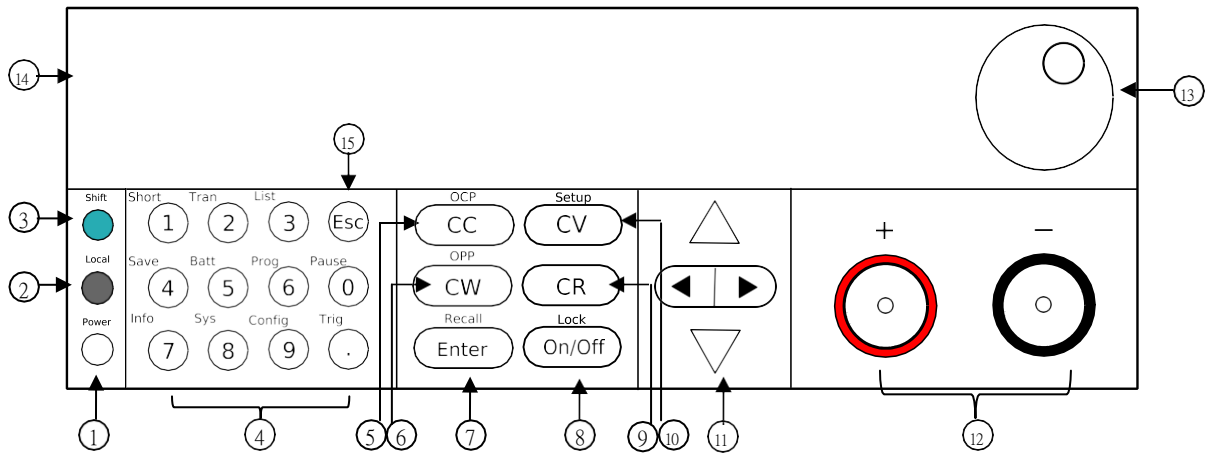 14
13
15
Shift
Short Tran List
OCP Setup
3
1 2 3 Esc
CC CV
+ −
Local
Save Batt Prog Pause
OPP
2
4 5 6 0
CW CR
Power
Info Sys Config Trig
Recall Lock
7 8 9 .
Enter On/Off
1 4 5 6 7 8 9 10 11 12